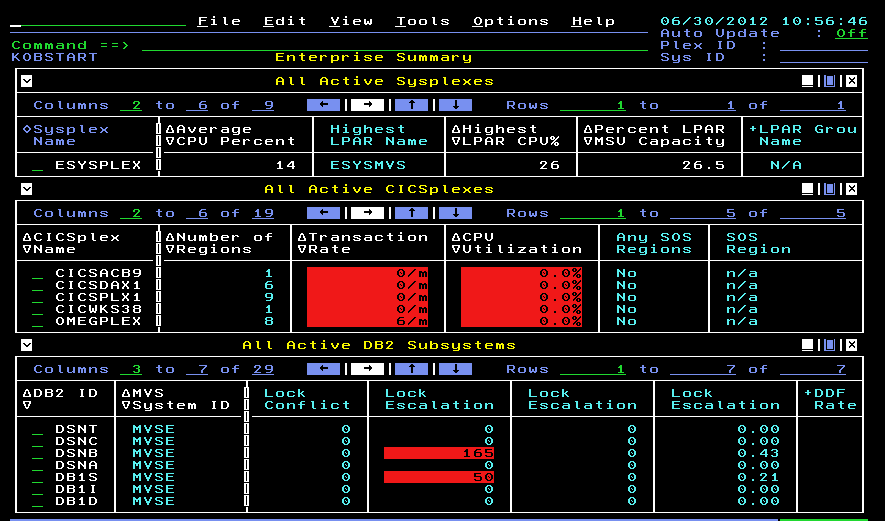 File Edit View Tools Options Help 06/30/2012 10:56:46
Auto Update : Off
Command ==> Plex ID :
KOBSTART Enterprise Summary Sys ID :
All Active Sysplexes
Columns 2 to 6 of 9 ← → ↑ ↓ Rows 1 to 1 of 1
◇Sysplex ΔAverage Highest ΔHighest ΔPercent LPAR +LPAR Grou
Name ∇CPU Percent LPAR Name ∇LPAR CPU% ∇MSU Capacity Name
_ ESYSPLEX 14 ESYSMVS 26 26.5 N/A
All Active CICSplexes
Columns 2 to 6 of 19 ← → ↑ ↓ Rows 1 to 5 of 5
ΔCICSplex ΔNumber of ΔTransaction ΔCPU Any SOS SOS
∇Name ∇Regions ∇Rate ∇Utilization Regions Region
_ CICSACB9 1 0/m 0.0% No n/a
_ CICSDAX1 6 0/m 0.0% No n/a
_ CICSPLX1 9 0/m 0.0% No n/a
_ CICWKS38 1 0/m 0.0% No n/a
_ OMEGPLEX 8 6/m 0.0% No n/a
All Active DB2 Subsystems
Columns 3 to 7 of 29 ← → ↑ ↓ Rows 1 to 7 of 7
ΔDB2 ID ΔMVS Lock Lock Lock Lock +DDF
∇ ∇System ID Conflict Escalation Escalation Escalation Rate
_ DSNT MVSE 0 0 0 0.00
_ DSNC MVSE 0 0 0 0.00
_ DSNB MVSE 0 165 0 0.43
_ DSNA MVSE 0 0 0 0.00
_ DB1S MVSE 0 50 0 0.21
_ DB1I MVSE 0 0 0 0.00
_ DB1D MVSE 0 0 0 0.00